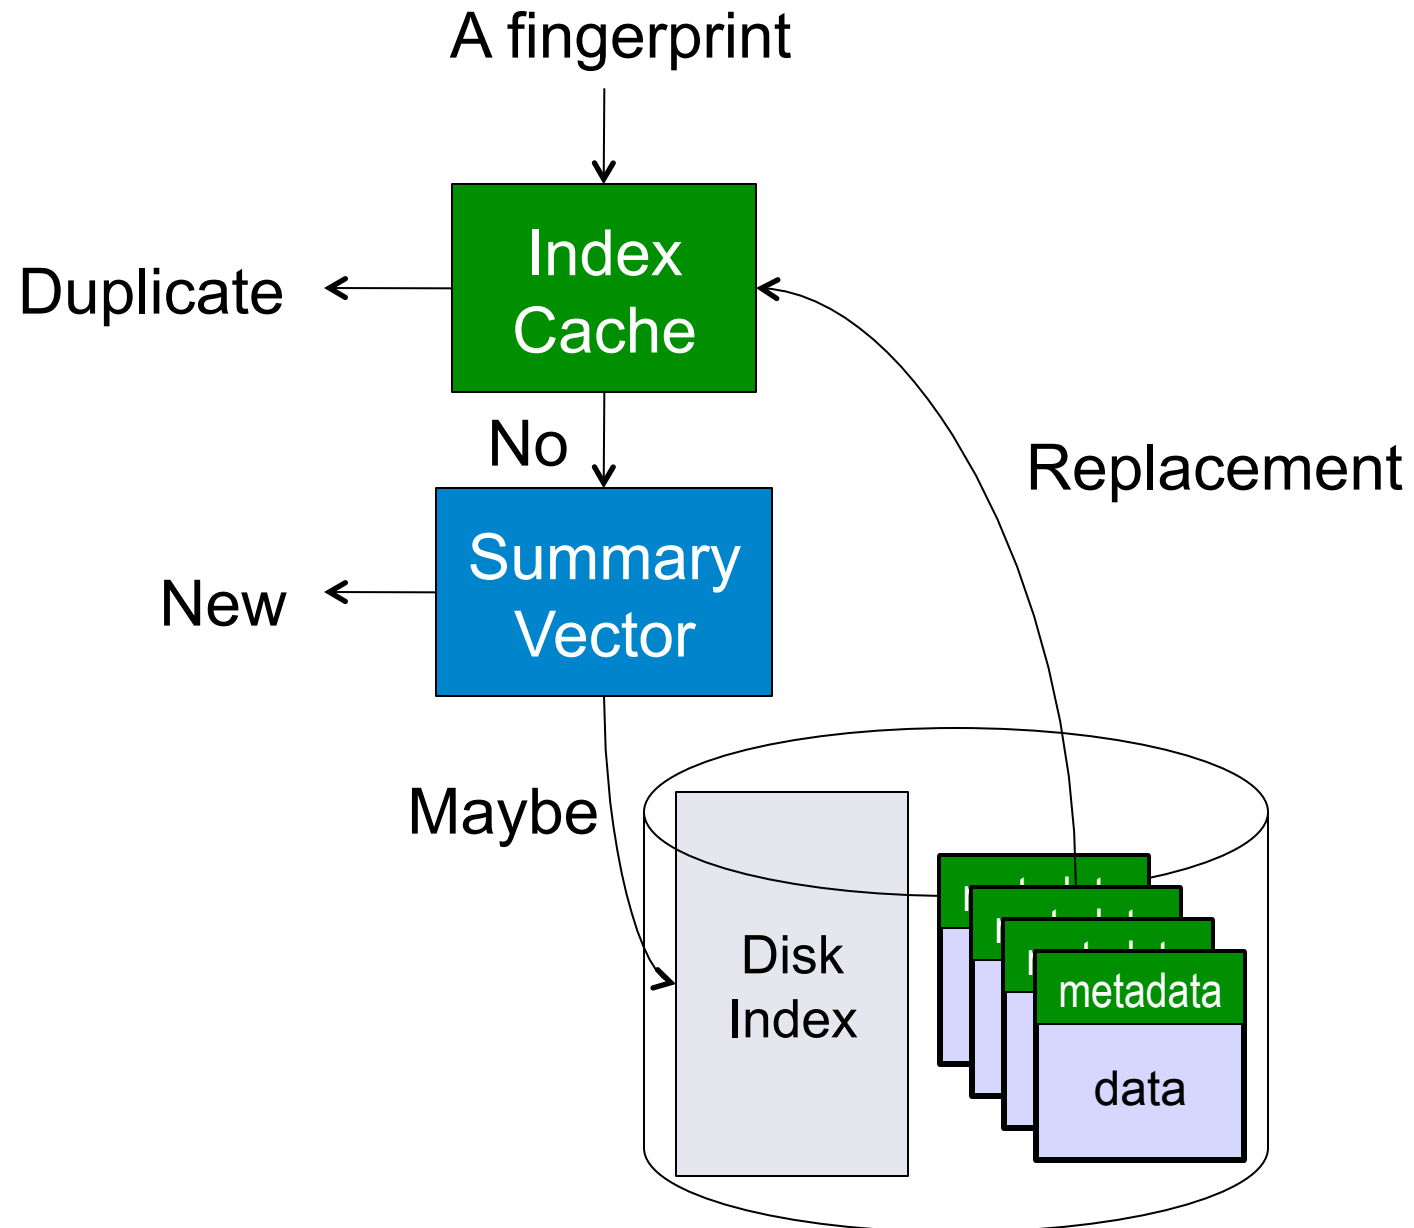 A fingerprint
Index
Cache
Duplicate
No
Replacement
Summary
Vector
New
Maybe
Disk
Index
metadata
data